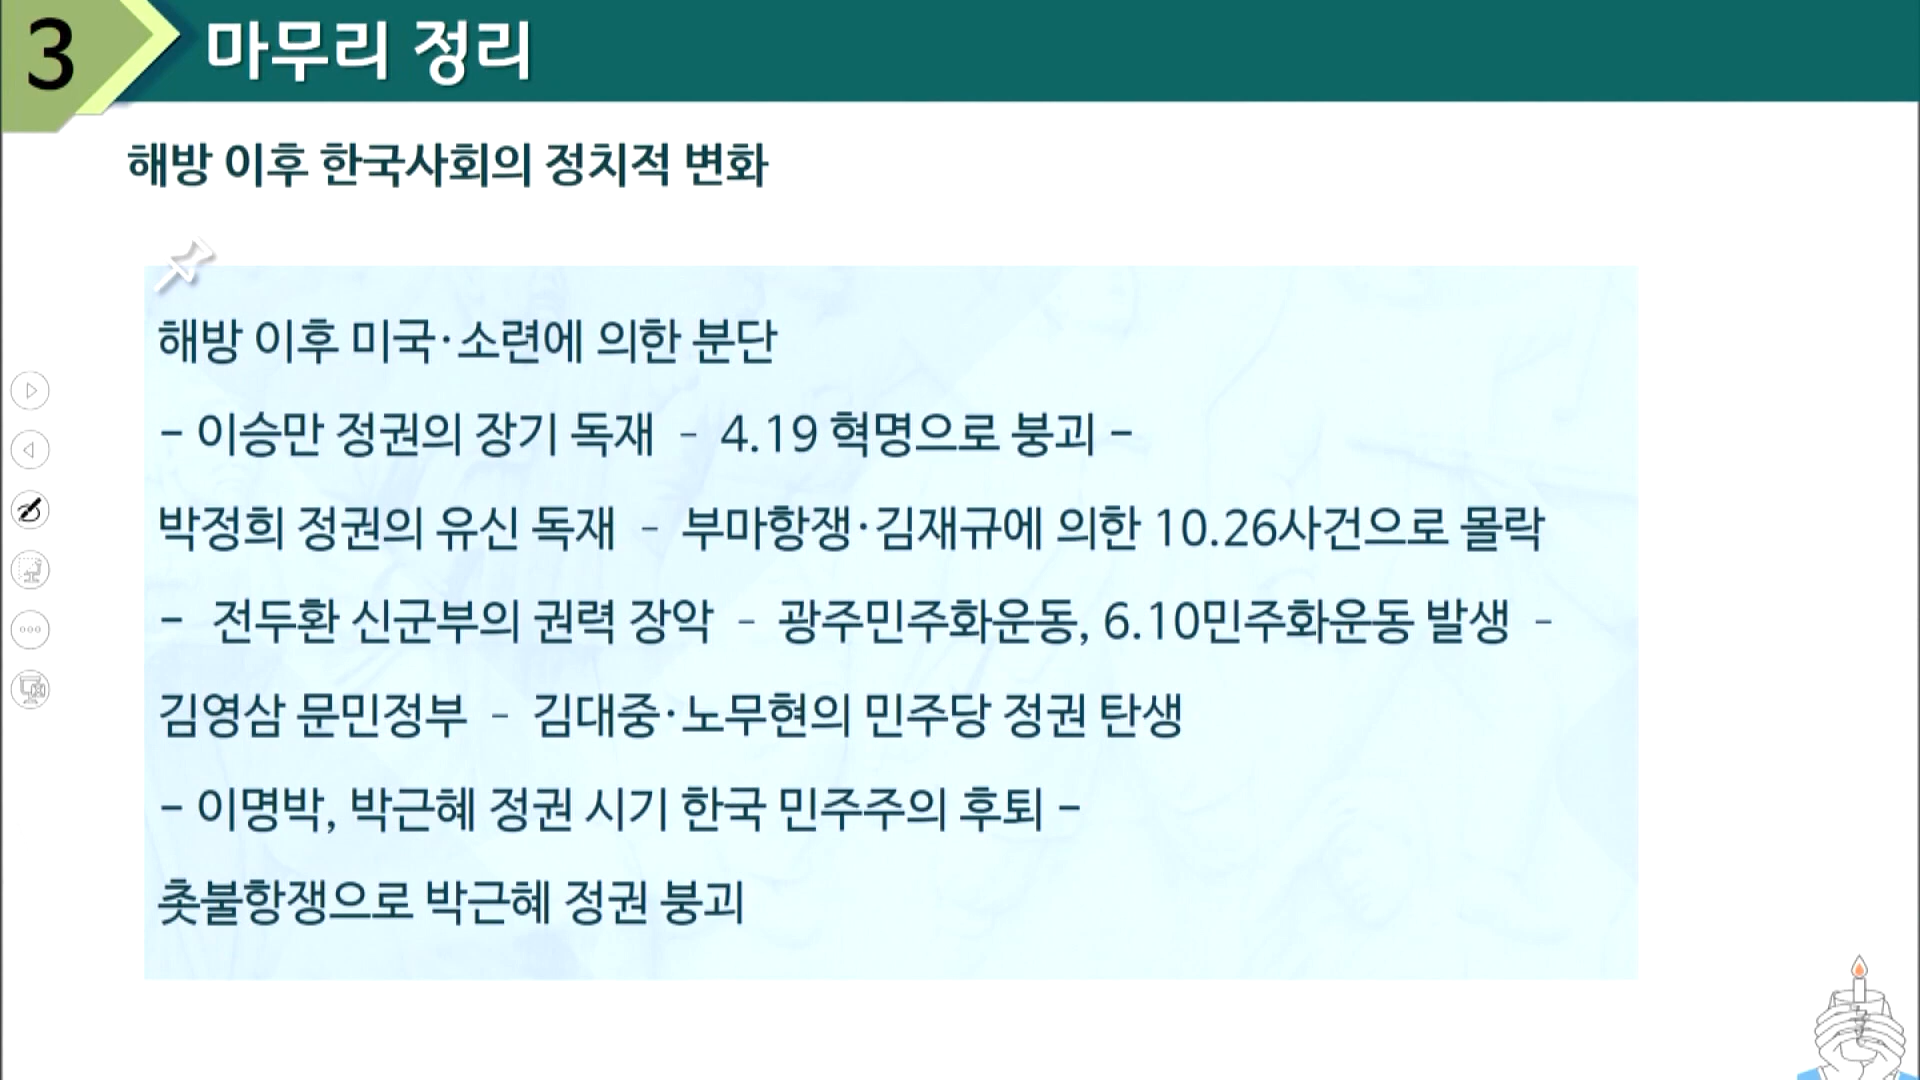 3
마무리 정리
해방 이후 한국사회의 정치적 변화
해방 이후 미국·소련에 의한 분단
- 이승만 정권의 장기 독재 - 4.19 혁명으로 붕괴 -
박정희 정권의 유신 독재 - 부마항쟁·김재규에 의한 10.26사건으로 몰락
- 전두환 신군부의 권력 장악 - 광주민주화운동, 6.10민주화운동 발생 -
김영삼 문민정부 - 김대중·노무현의 민주당 정권 탄생
- 이명박, 박근혜 정권 시기 한국 민주주의 후퇴 -
촛불항쟁으로 박근혜 정권 붕괴